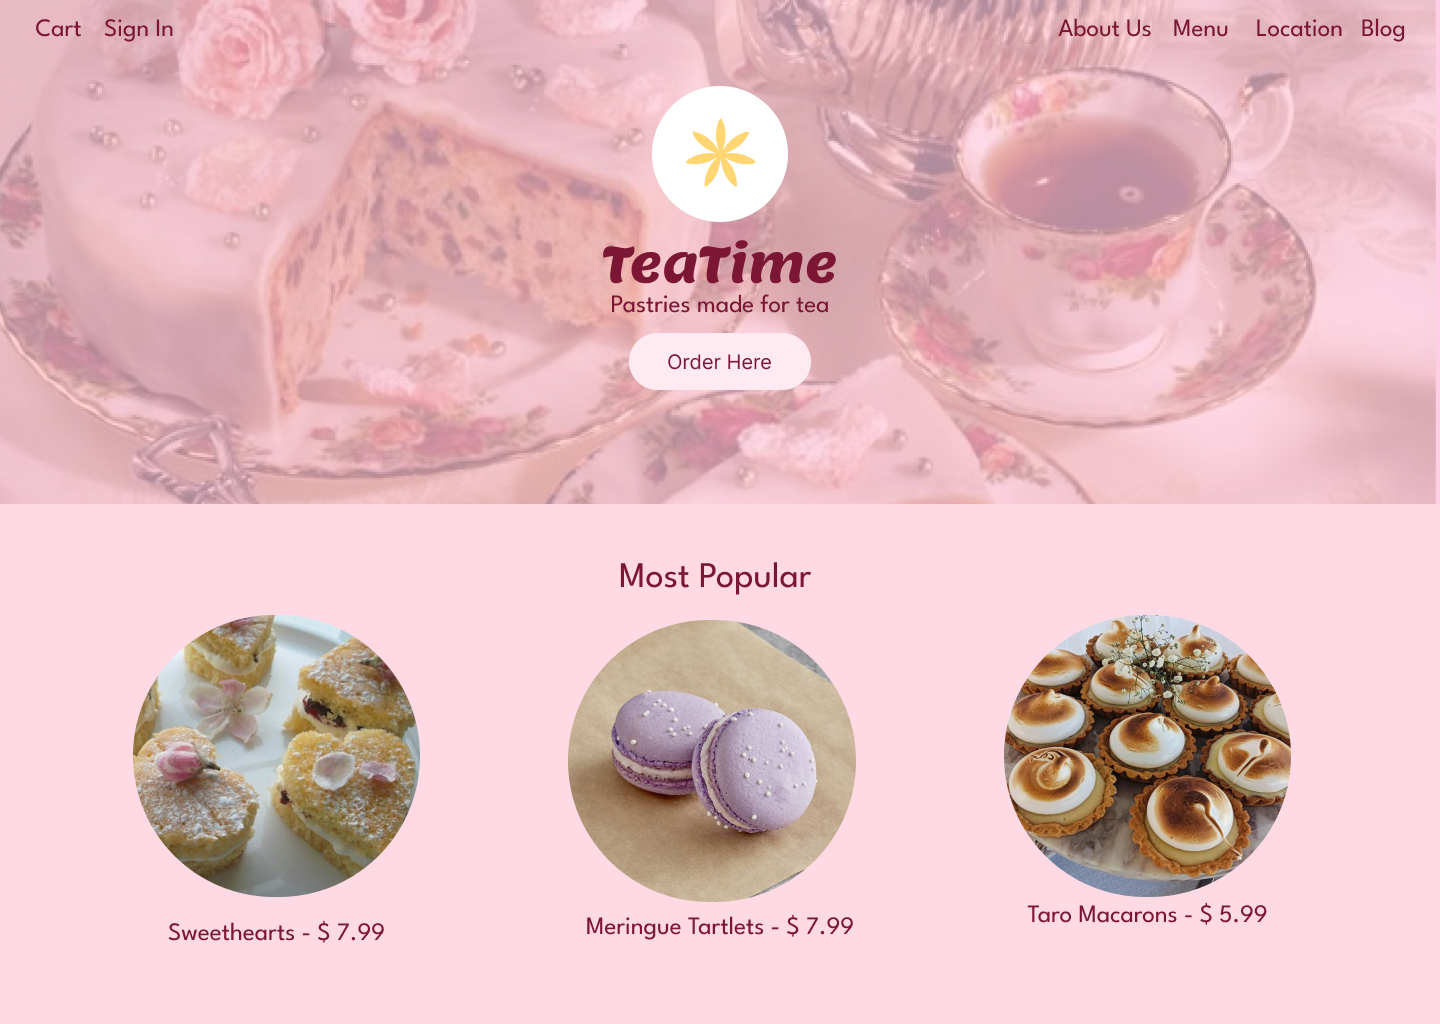 Cart Sign In About Us Menu Location Blog
TeaTime
Pastries made for tea
Order Here
Most Popular
Sweethearts - $ 7.99
Meringue Tartlets - $ 7.99
Taro Macarons - $ 5.99